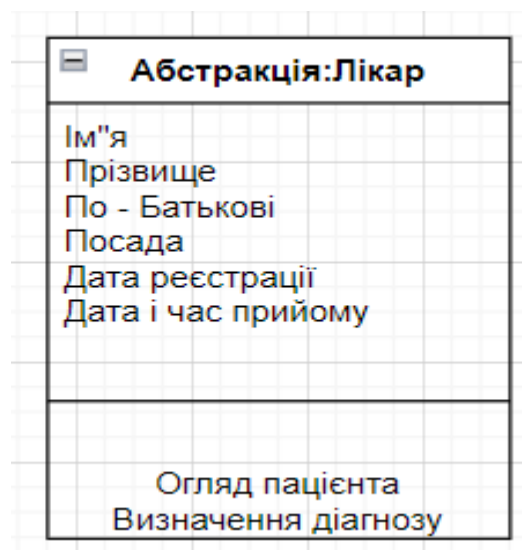 Абстракція:Лікар
Ім"я
Прізвище
По - Батькові
Посада
Дата реєстрації
Дата і час прийому
Огляд пацієнта
Визначення діагнозу